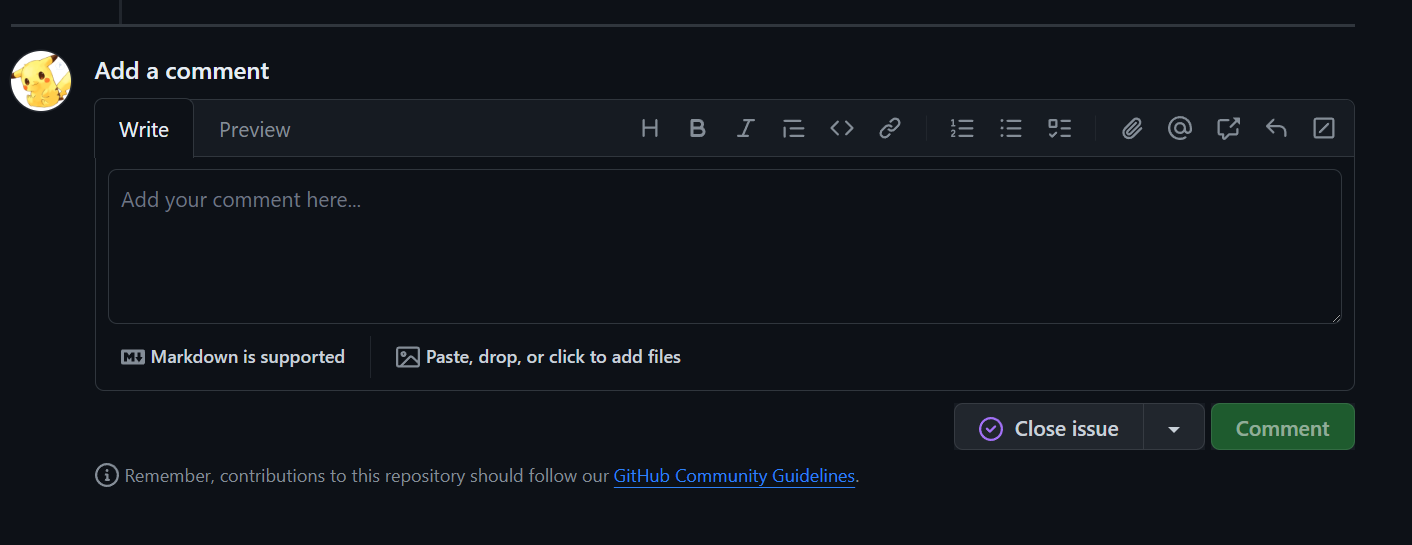 Add a comment
Write Preview
Add your comment here...
Markdown is supported Paste, drop, or click to add files
Close issue Comment
Remember, contributions to this repository should follow our GitHub Community Guidelines.